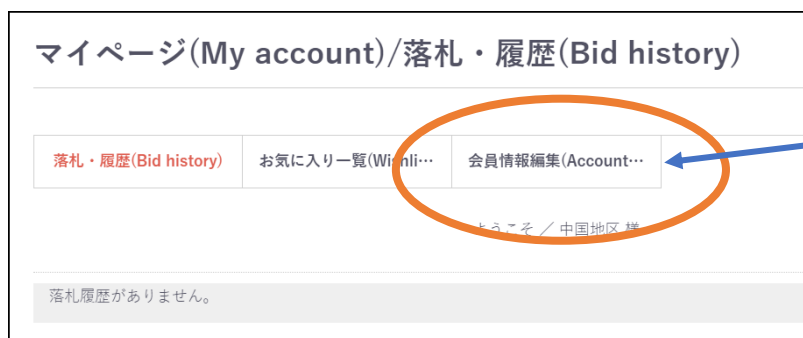 マイページ(My account)/落札・履歴(Bid history)
落札・履歴(Bid history) お気に入り一覧(Wishli… 会員情報編集(Account…
ようこそ ／ 中国地区 様
落札履歴がありません。